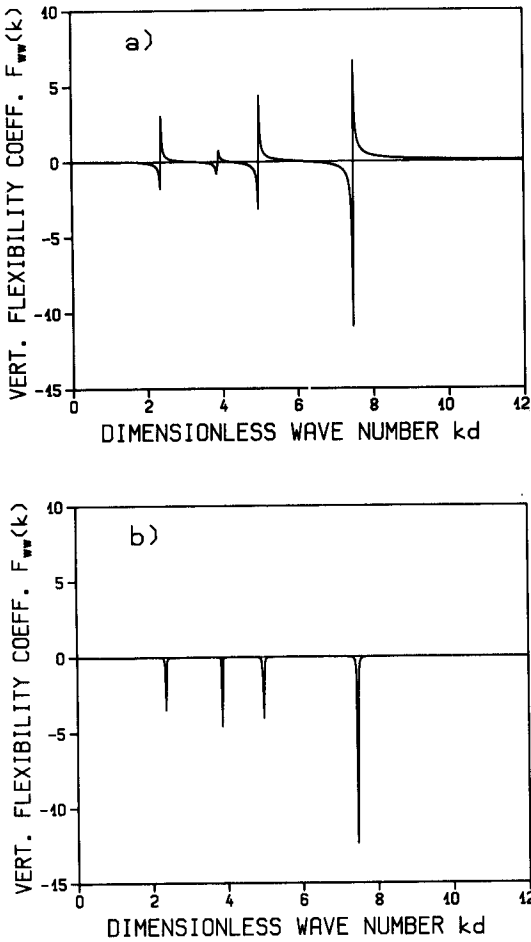 10
5
0
-5
-10
-15
VERT. FLEXIBILITY COEFF. Fww(k)
a)
0 2 4 6 8 10 12
DIMENSIONLESS WAVE NUMBER kd
10
5
0
-5
-10
-15
VERT. FLEXIBILITY COEFF. Fww(k)
b)
0 2 4 6 8 10 12
DIMENSIONLESS WAVE NUMBER kd